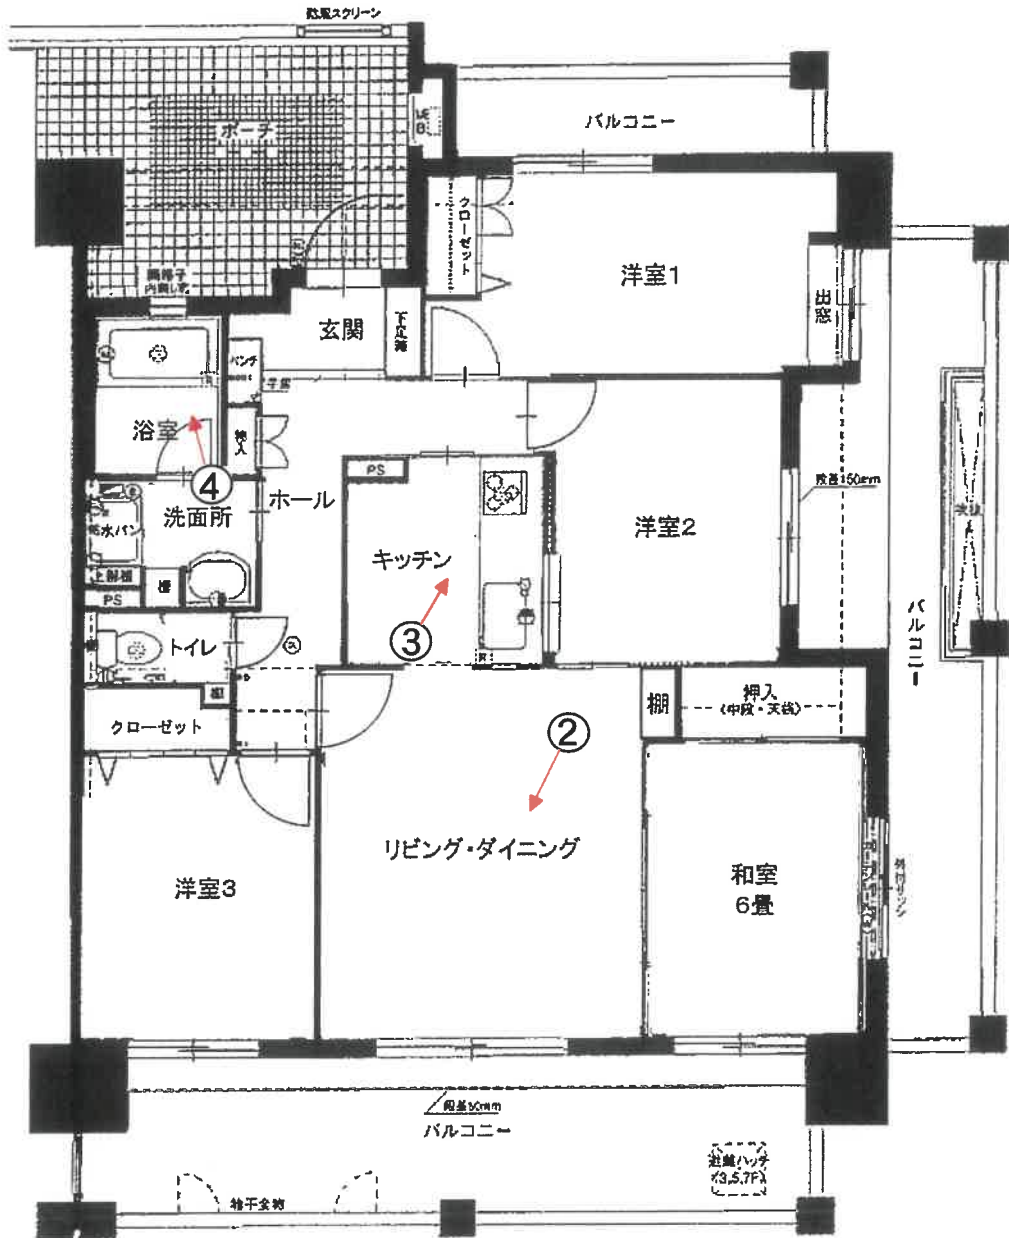 防風スクリーン
バルコニー
ポーチ
クローゼット
洋室1
出窓
玄関
下足箱
ベンチ
手摺
浴室
物入
④
PS
ホール
段差150mm
洗面所
洋室2
キッチン
防水パン
上部棚
棚
PS
③
バルコニー
トイレ
棚
棚
押入
(中段・天袋)
クローゼット
②
リビング・ダイニング
洋室3
和室
6畳
段差50mm
バルコニー
避難ハッチ
(3,5,7F)
格子金物